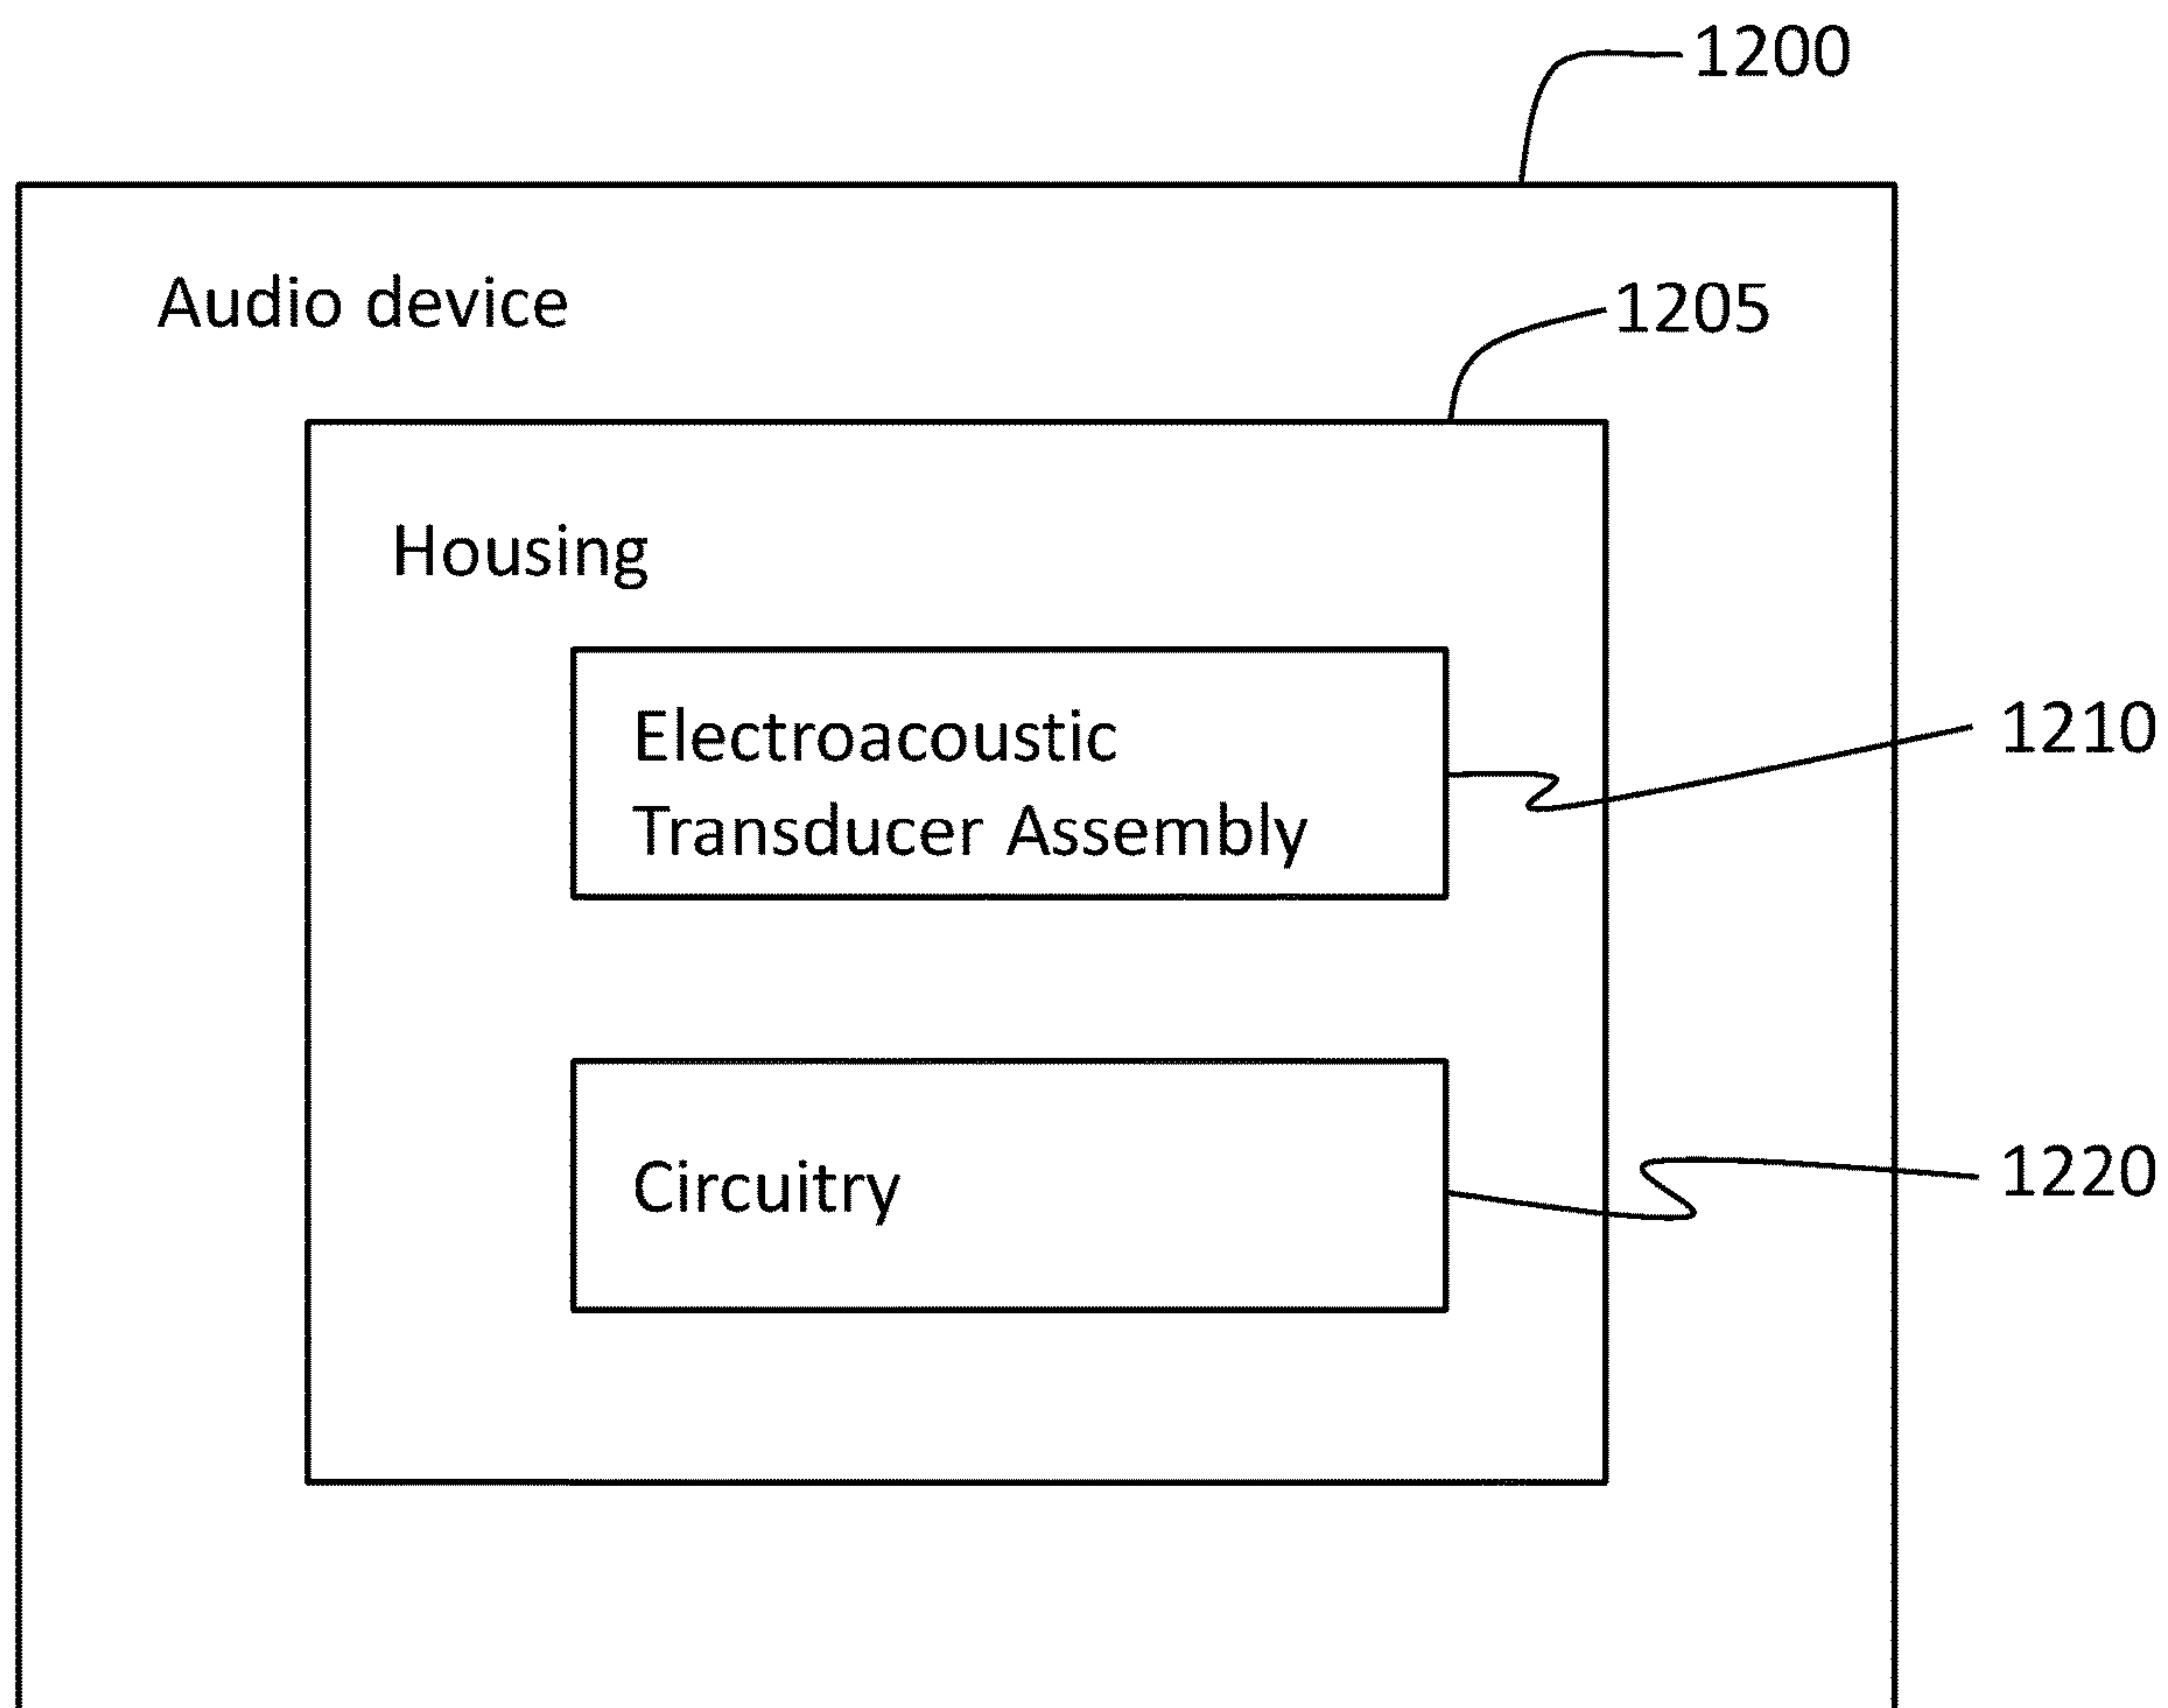 1200
Audio device
1205
Housing
Electroacoustic
Transducer Assembly
1210
Circuitry
1220